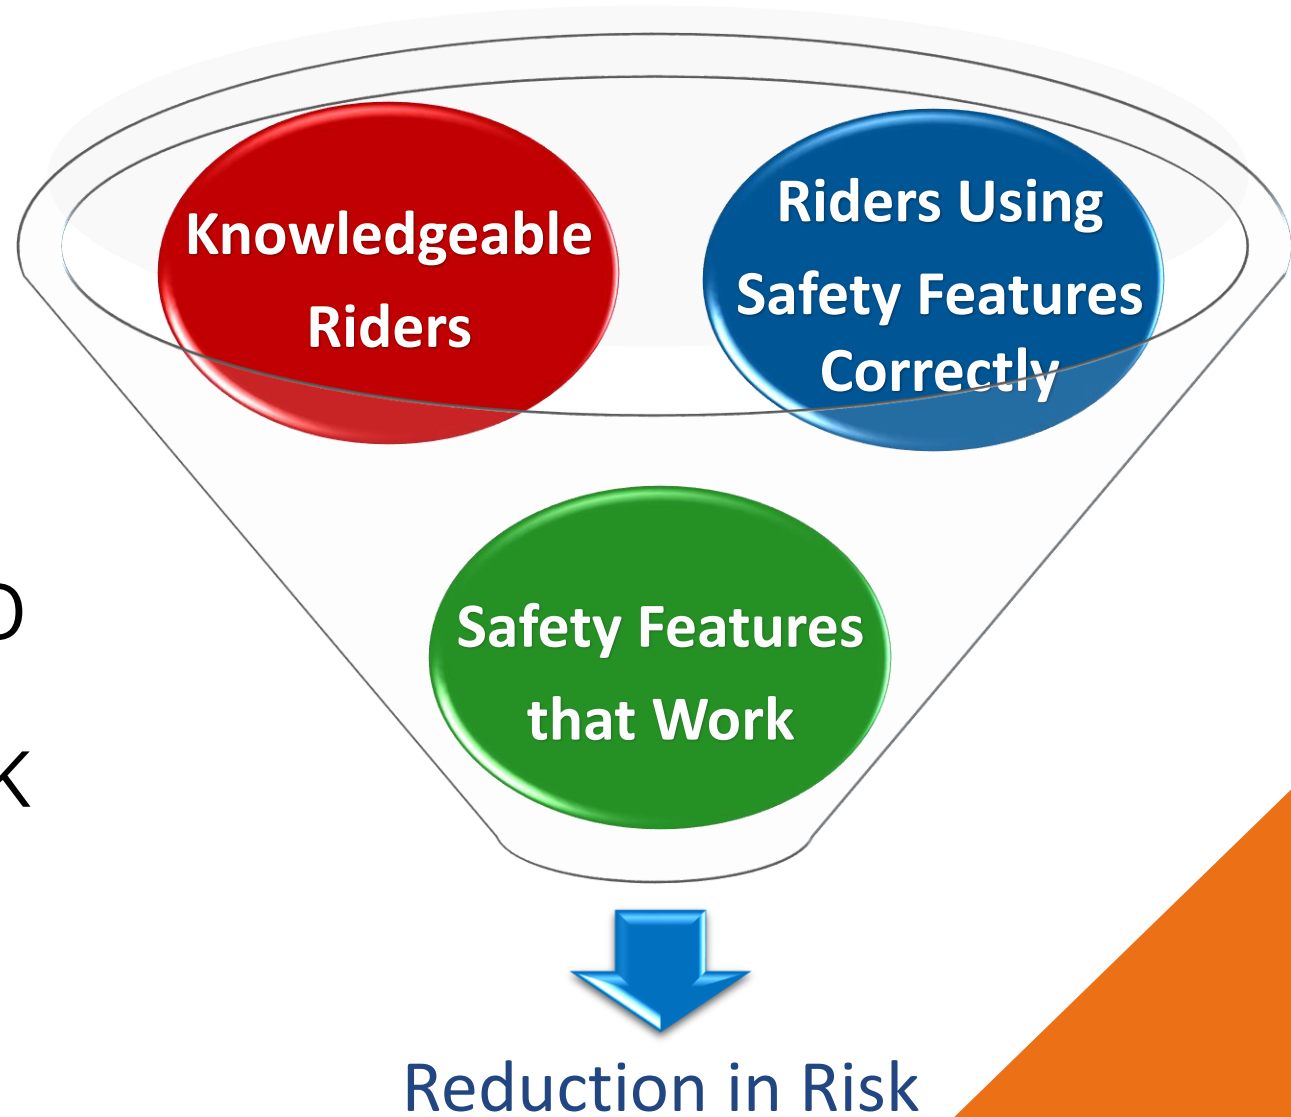 Knowledgeable
Riders
Riders Using
Safety Features
Correctly
Safety Features
that Work
Reduction in Risk